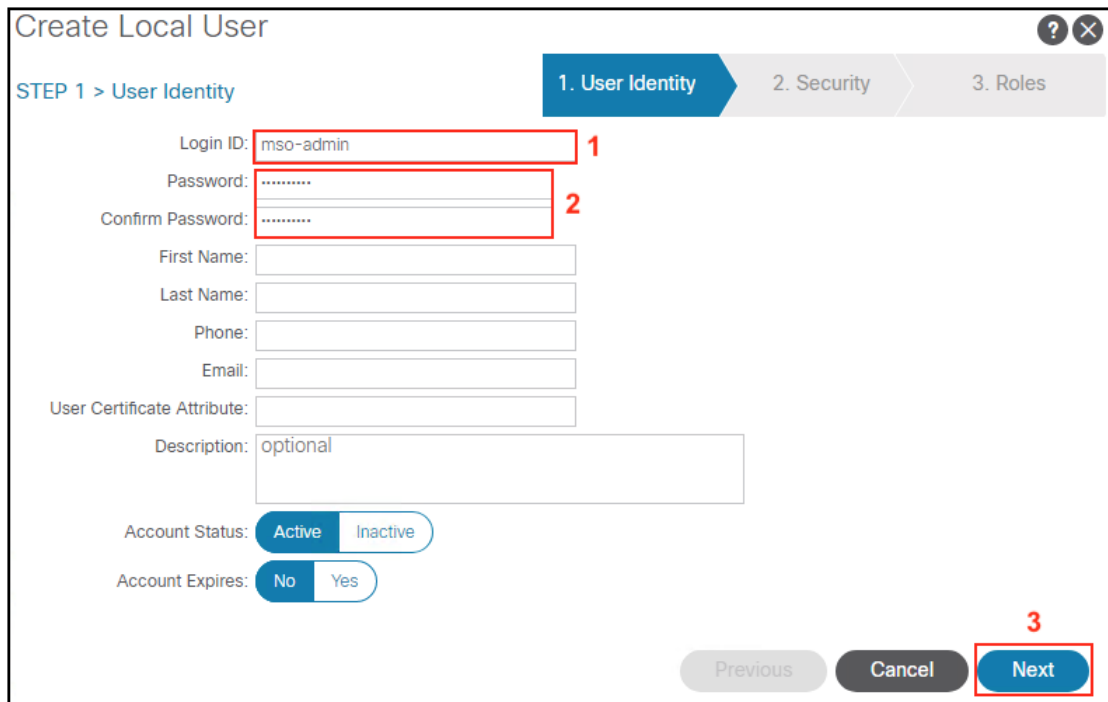 Create Local User
? ×
STEP 1 > User Identity
1. User Identity
2. Security
3. Roles
Login ID: mso-admin 1
Password: ••••••••••
2
Confirm Password: ••••••••••
First Name:
Last Name:
Phone:
Email:
User Certificate Attribute:
Description: optional
Account Status: Active Inactive
Account Expires: No Yes
3
Previous Cancel Next